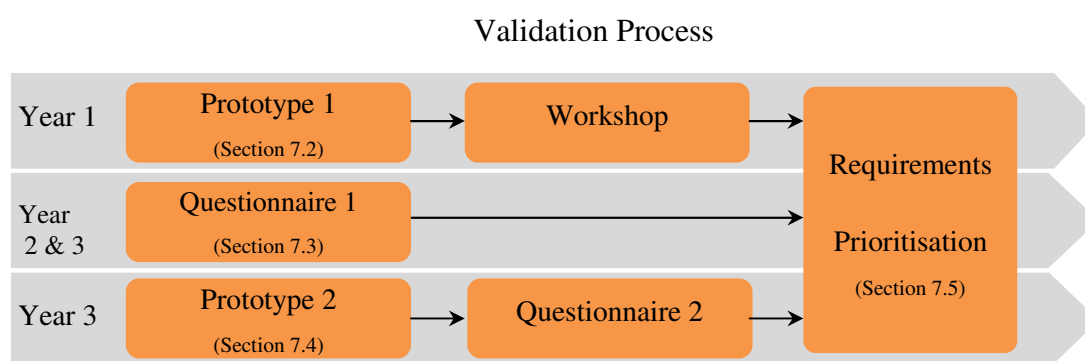 Validation Process
Year 1
Prototype 1
(Section 7.2)
Workshop
Year
2 & 3
Questionnaire 1
(Section 7.3)
Year 3
Prototype 2
(Section 7.4)
Questionnaire 2
Requirements
Prioritisation
(Section 7.5)